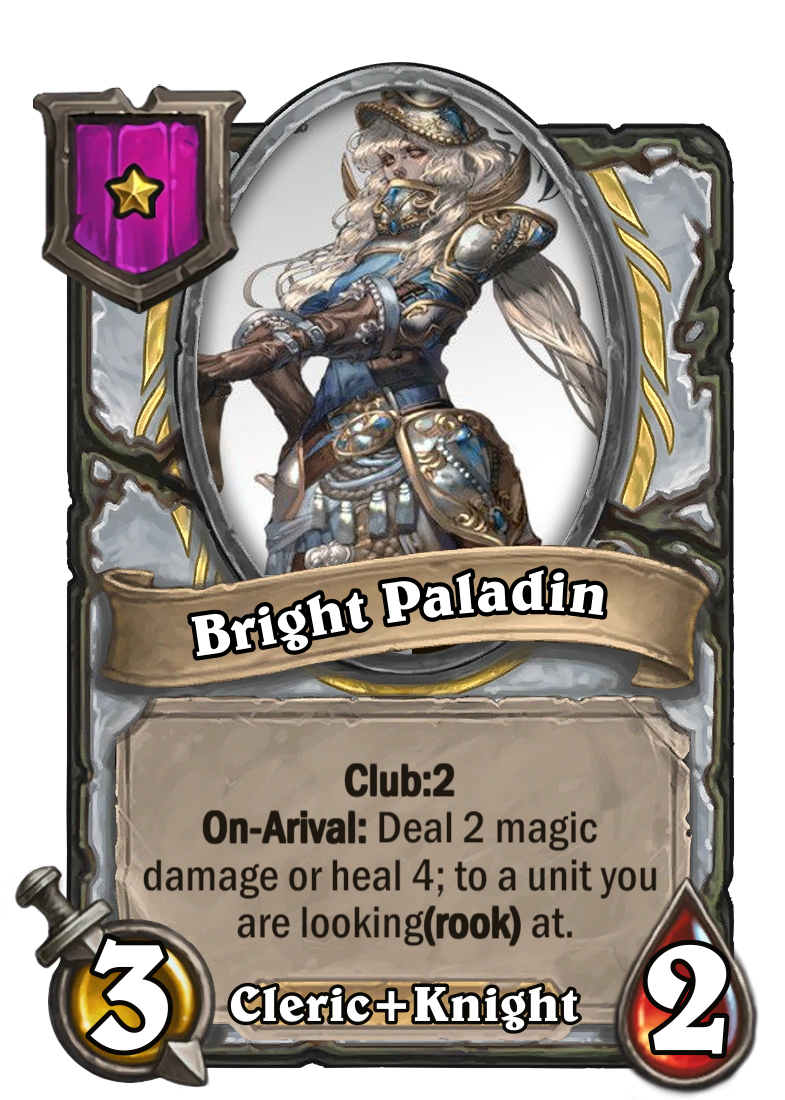 Bright Paladin
Club:2
On-Arival: Deal 2 magic
damage or heal 4; to a unit you
are looking(rook) at.
3
Cleric+Knight
2